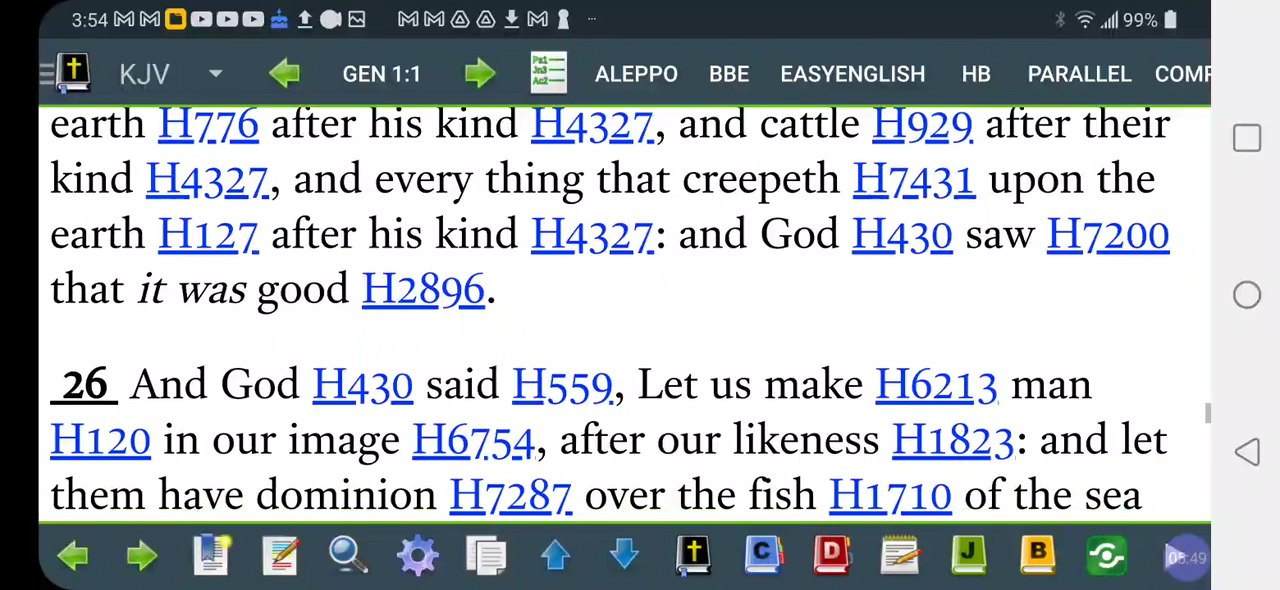 3:54 99%
KJV GEN 1:1 ALEPPO BBE EASYENGLISH HB PARALLEL COMP
earth H776 after his kind H4327, and cattle H929 after their
kind H4327, and every thing that creepeth H7431 upon the
earth H127 after his kind H4327: and God H430 saw H7200
that it was good H2896.
26 And God H430 said H559, Let us make H6213 man
H120 in our image H6754, after our likeness H1823: and let
them have dominion H7287 over the fish H1710 of the sea
C D J B 08:49